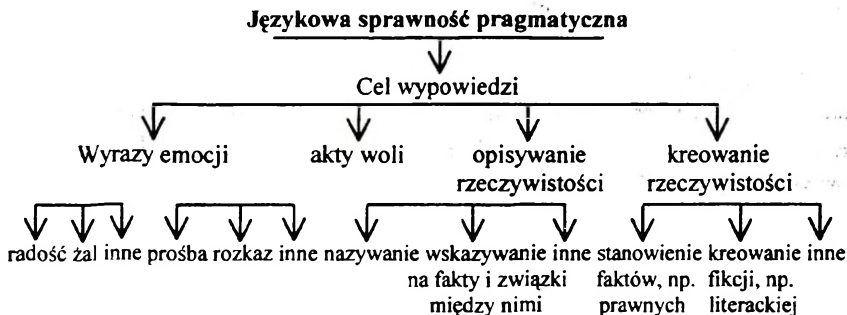 Językowa sprawność pragmatyczna
Cel wypowiedzi
Wyrazy emocji akty woli opisywanie kreowanie
rzeczywistości rzeczywistości
radość żal inne prośba rozkaz inne nazywanie wskazywanie inne stanowienie kreowanie inne
na fakty i związki faktów, np. fikcji, np.
między nimi prawnych literackiej